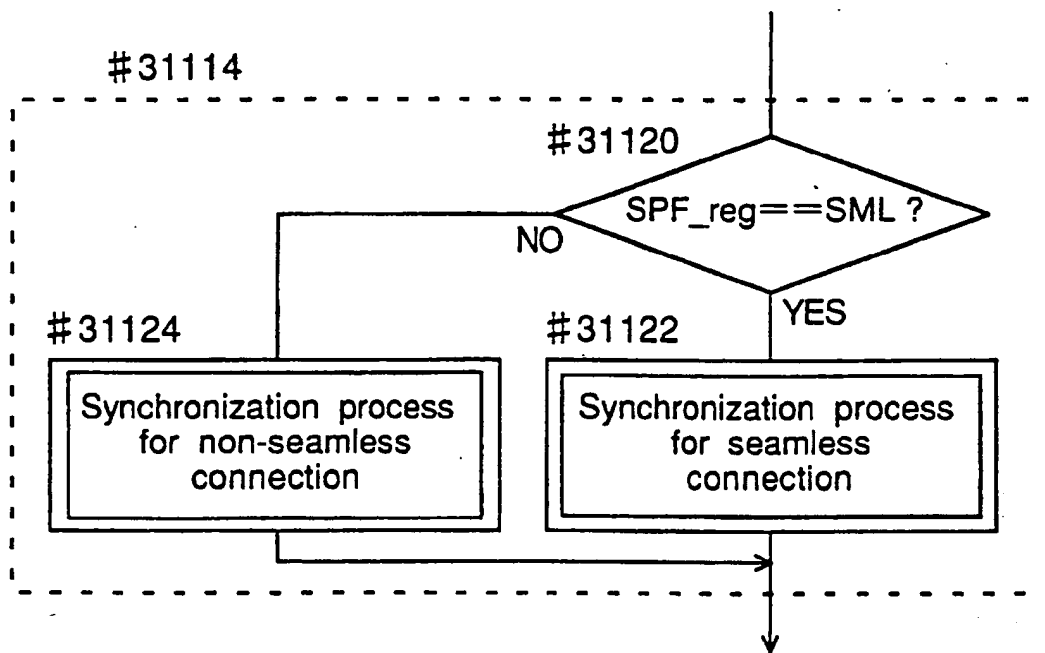 #31114
#31120
SPF_reg==SML ?
NO
YES
#31124
#31122
Synchronization process
for non-seamless
connection
Synchronization process
for seamless
connection